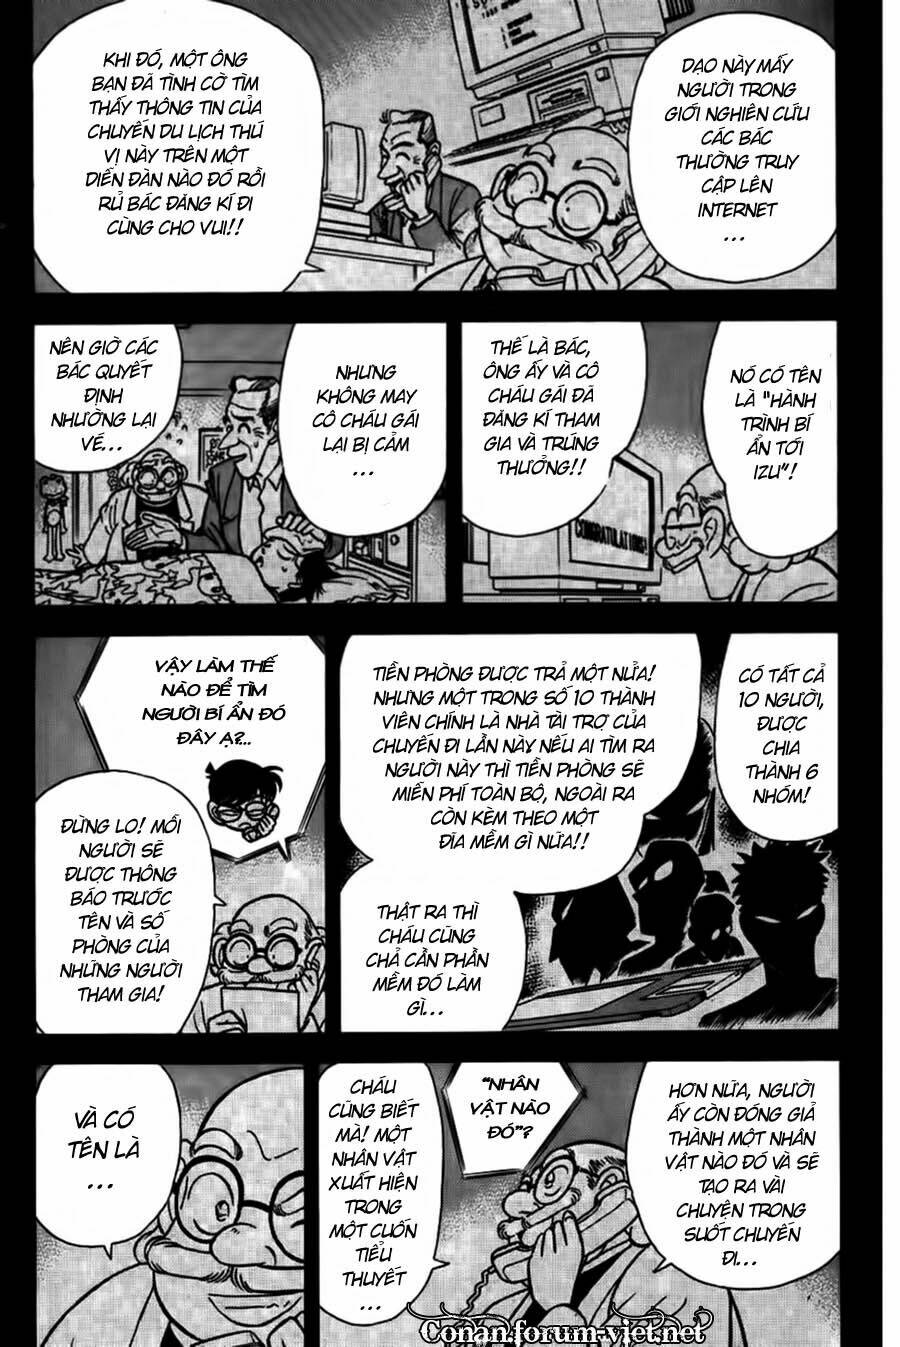 DẠO NÀY MẤY
NGƯỜI TRONG
GIỚI NGHIÊN CỨU
CÁC BÁC
THƯỜNG TRUY
CẬP LÊN
INTERNET
...
KHI ĐÓ, MỘT ÔNG
BẠN ĐÃ TÌNH CỜ TÌM
THẤY THÔNG TIN CỦA
CHUYẾN DU LỊCH THÚ
VỊ NÀY TRÊN MỘT
DIỄN ĐÀN NÀO ĐÓ RỒI
RỦ BÁC ĐĂNG KÍ ĐI
CÙNG CHO VUI!!
NÓ CÓ TÊN
LÀ "HÀNH
TRÌNH BÍ
ẨN TỚI
IZU"!
THẾ LÀ BÁC,
ÔNG ẤY VÀ CÔ
CHÁU GÁI ĐÃ
ĐĂNG KÍ THAM
GIA VÀ TRÚNG
THƯỞNG!!
CONGRATULATIONS
NHƯNG
KHÔNG MAY
CÔ CHÁU GÁI
LẠI BỊ CẢM
...
NÊN GIỜ CÁC
BÁC QUYẾT
ĐỊNH
NHƯỜNG LẠI
VÉ...
CÓ TẤT CẢ
10 NGƯỜI,
ĐƯỢC
CHIA
THÀNH 6
NHÓM!
TIỀN PHÒNG ĐƯỢC TRẢ MỘT NỬA!
NHƯNG MỘT TRONG SỐ 10 THÀNH
VIÊN CHÍNH LÀ NHÀ TÀI TRỢ CỦA
CHUYẾN ĐI LẦN NÀY. NẾU AI TÌM RA
NGƯỜI NÀY THÌ TIỀN PHÒNG SẼ
MIỄN PHÍ TOÀN BỘ, NGOÀI RA
CÒN KÈM THEO MỘT
ĐĨA MỀM GÌ NỮA!!
THẬT RA THÌ
CHÁU CŨNG
CHẢ CẦN PHẦN
MỀM ĐÓ LÀM
GÌ...
VẬY LÀM THẾ
NÀO ĐỂ TÌM
NGƯỜI BÍ ẨN ĐÓ
ĐÂY Ạ?...
ĐỪNG LO! MỖI
NGƯỜI SẼ
ĐƯỢC THÔNG
BÁO TRƯỚC
TÊN VÀ SỐ
PHÒNG CỦA
NHỮNG NGƯỜI
THAM GIA!
HƠN NỮA, NGƯỜI
ẤY CÒN ĐÓNG GIẢ
THÀNH MỘT NHÂN
VẬT NÀO ĐÓ VÀ SẼ
TẠO RA VÀI
CHUYỆN TRONG
SUỐT CHUYẾN
ĐI...
"NHÂN
VẬT NÀO
ĐÓ"?
CHÁU
CŨNG BIẾT
MÀ! MỘT
NHÂN VẬT
XUẤT HIỆN
TRONG
MỘT CUỐN
TIỂU
THUYẾT
...
VÀ CÓ
TÊN LÀ
...
Conan.forum-viet.net